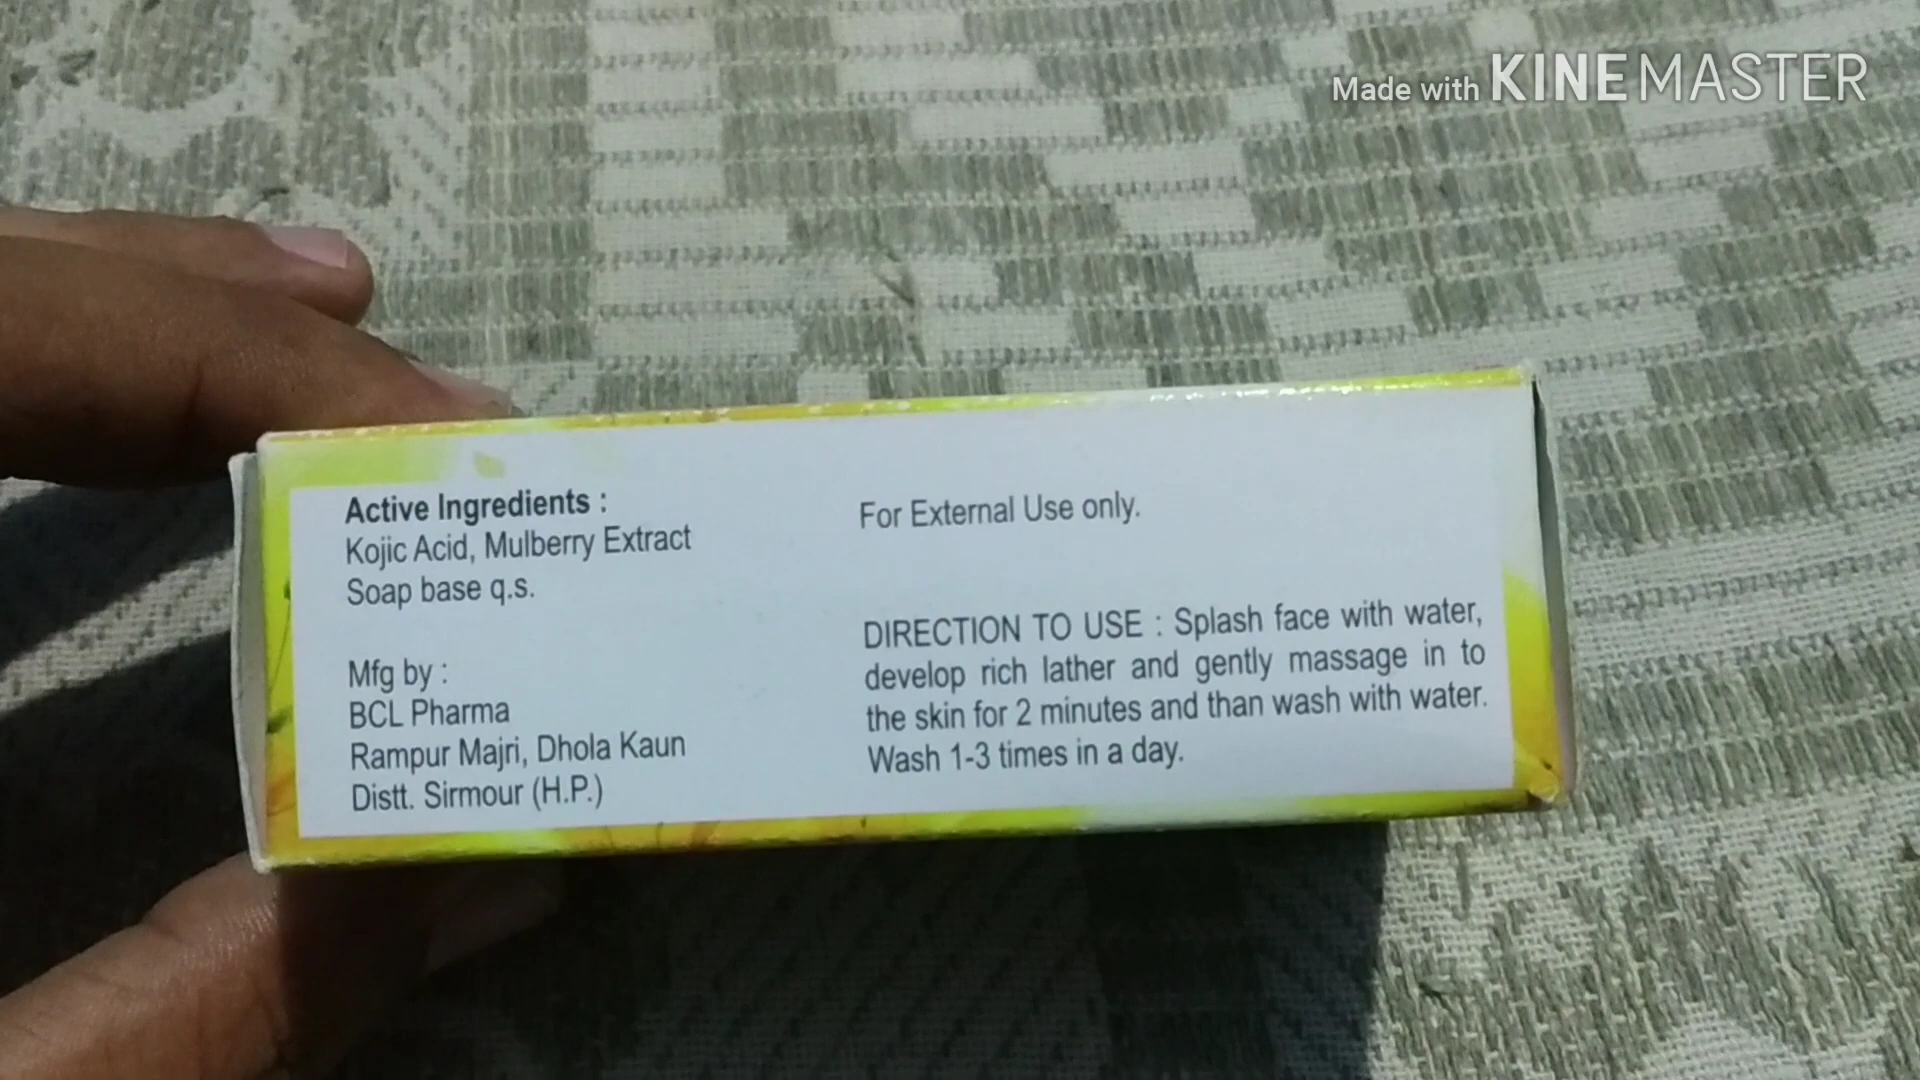 Made with KINEMASTER
Active Ingredients :
Kojic Acid, Mulberry Extract
Soap base q.s.
Mfg by :
BCL Pharma
Rampur Majri, Dhola Kaun
Distt. Sirmour (H.P.)
For External Use only.
DIRECTION TO USE : Splash face with water,
develop rich lather and gently massage in to
the skin for 2 minutes and than wash with water.
Wash 1-3 times in a day.